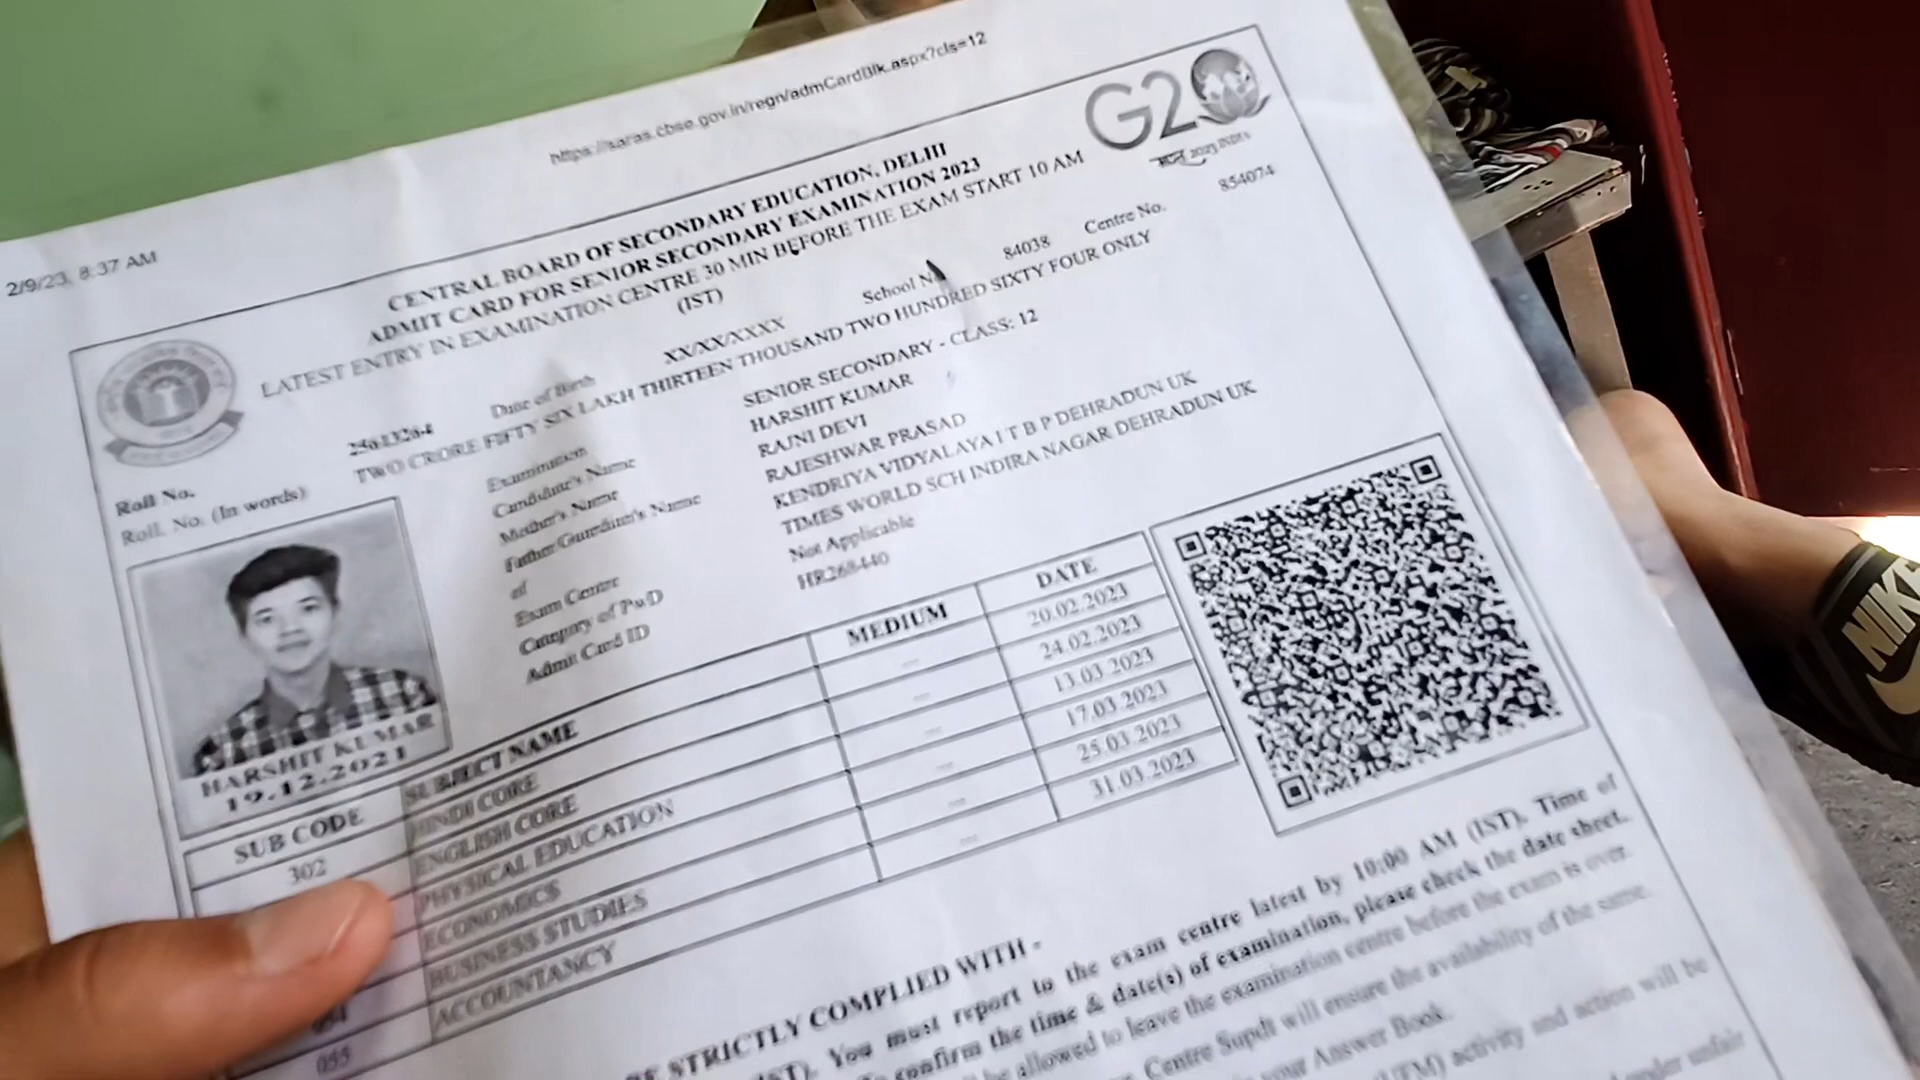 https://saras.cbse.gov.in/regn/admCardBlk.aspx?cls=12
2/9/23, 8:37 AM
G20
2023 INDIA
CENTRAL BOARD OF SECONDARY EDUCATION, DELHI
ADMIT CARD FOR SENIOR SECONDARY EXAMINATION 2023
LATEST ENTRY IN EXAMINATION CENTRE 30 MIN BEFORE THE EXAM START 10 AM
(IST)
Roll No. 25613264 Date of Birth XX/XX/XXXX School No. 84038 Centre No. 854074
Roll. No. (In words) TWO CRORE FIFTY SIX LAKH THIRTEEN THOUSAND TWO HUNDRED SIXTY FOUR ONLY
Examination SENIOR SECONDARY - CLASS: 12
Candidate's Name HARSHIT KUMAR
Mother's Name RAJNI DEVI
Father/Guardian's Name RAJESHWAR PRASAD
of KENDRIYA VIDYALAYA I T B P DEHRADUN UK
Exam Centre TIMES WORLD SCH INDIRA NAGAR DEHRADUN UK
Category of PwD Not Applicable
Admit Card ID HR268440
HARSHIT KUMAR
19.12.2021
SUB CODE SUBJECT NAME MEDIUM DATE
302 HINDI CORE --- 20.02.2023
ENGLISH CORE --- 24.02.2023
PHYSICAL EDUCATION --- 13.03.2023
ECONOMICS --- 17.03.2023
BUSINESS STUDIES --- 25.03.2023
055 ACCOUNTANCY --- 31.03.2023
STRICTLY COMPLIED WITH -
(IST). You must report to the exam centre latest by 10:00 AM (IST). Time of
confirm the time & date(s) of examination, please check the date sheet.
be allowed to leave the examination centre before the exam is over.
Centre Supdt will ensure the availability of the same.
your Answer Book.
(UFM) activity and action will be
under unfair
NIKE